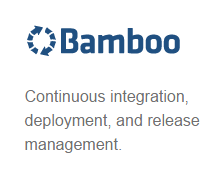 Bamboo
Continuous integration,
deployment, and release
management.